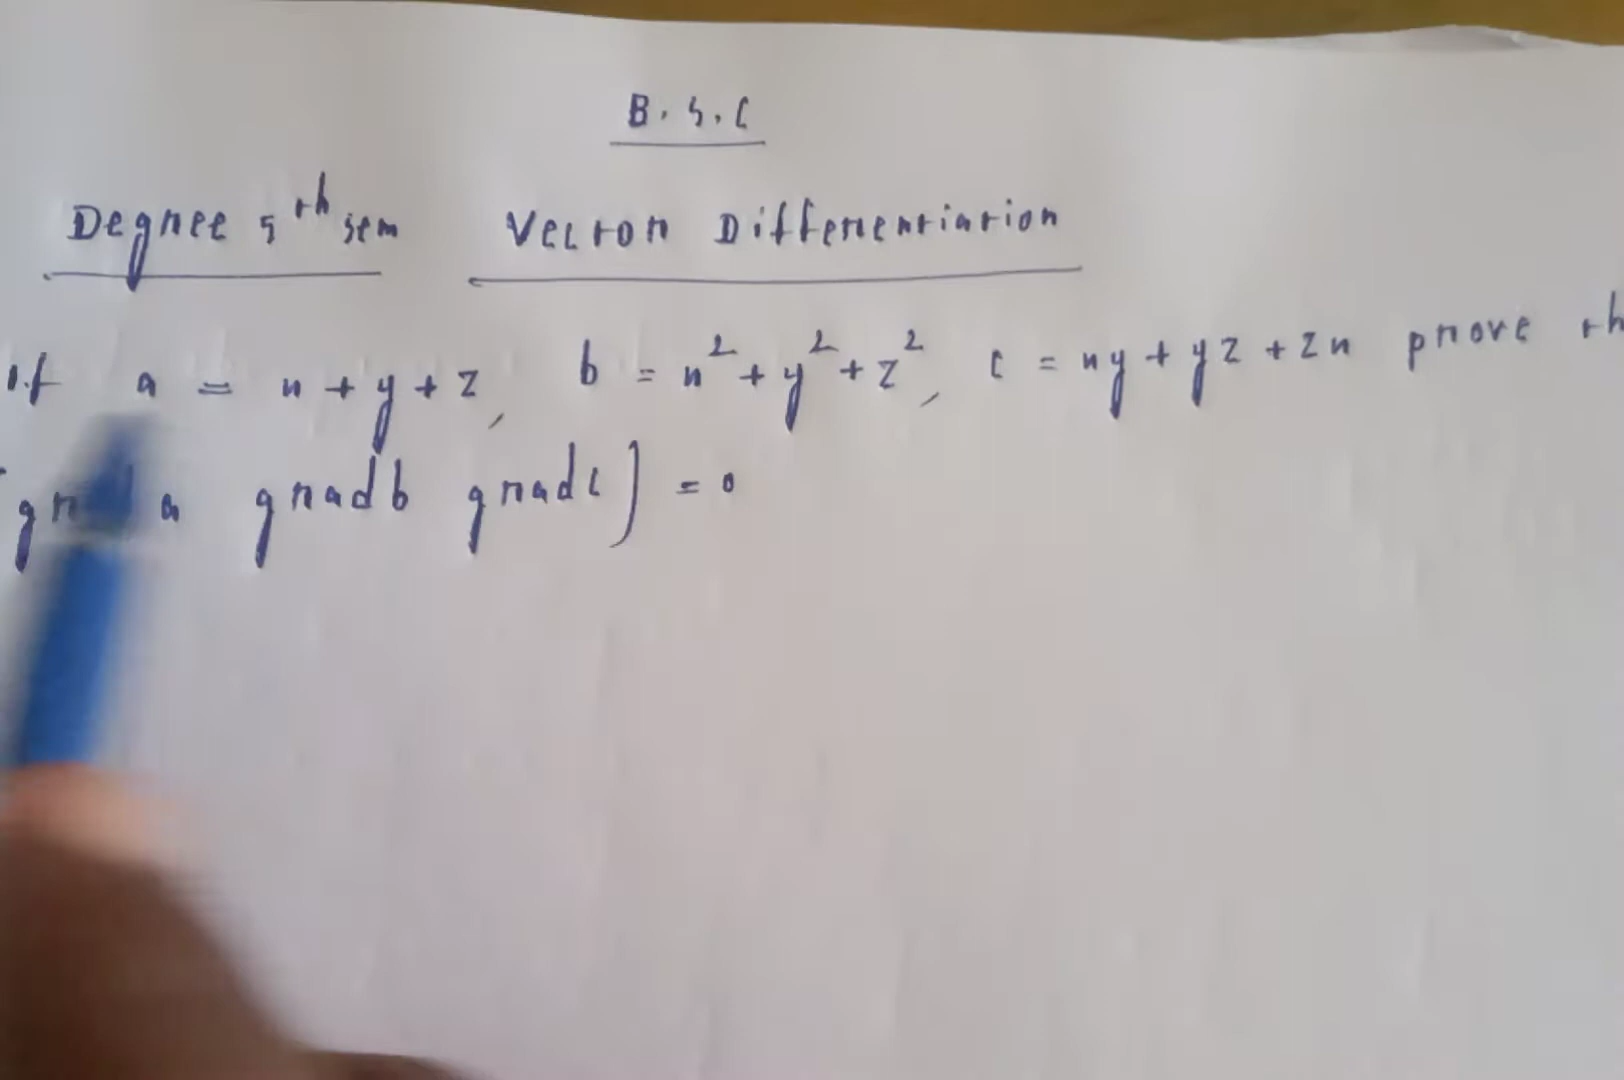 B.S.C
Degree 5th sem Vector Differentiation
If a = x + y + z, b = x² + y² + z², c = xy + yz + zx prove th
a grad b grad c] = 0